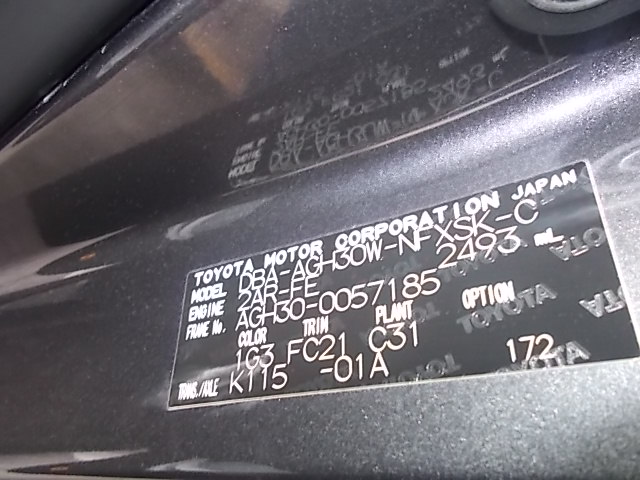 TOYOTA MOTOR CORPORATION JAPAN
MODEL DBA-AGH30W-NFXSK-C
ENGINE 2AR-FE 2493 mL
FRAME No. AGH30-0057185
COLOR TRIM PLANT OPTION
1G3 FC21 C31
TRANS./AXLE K115 -01A 172